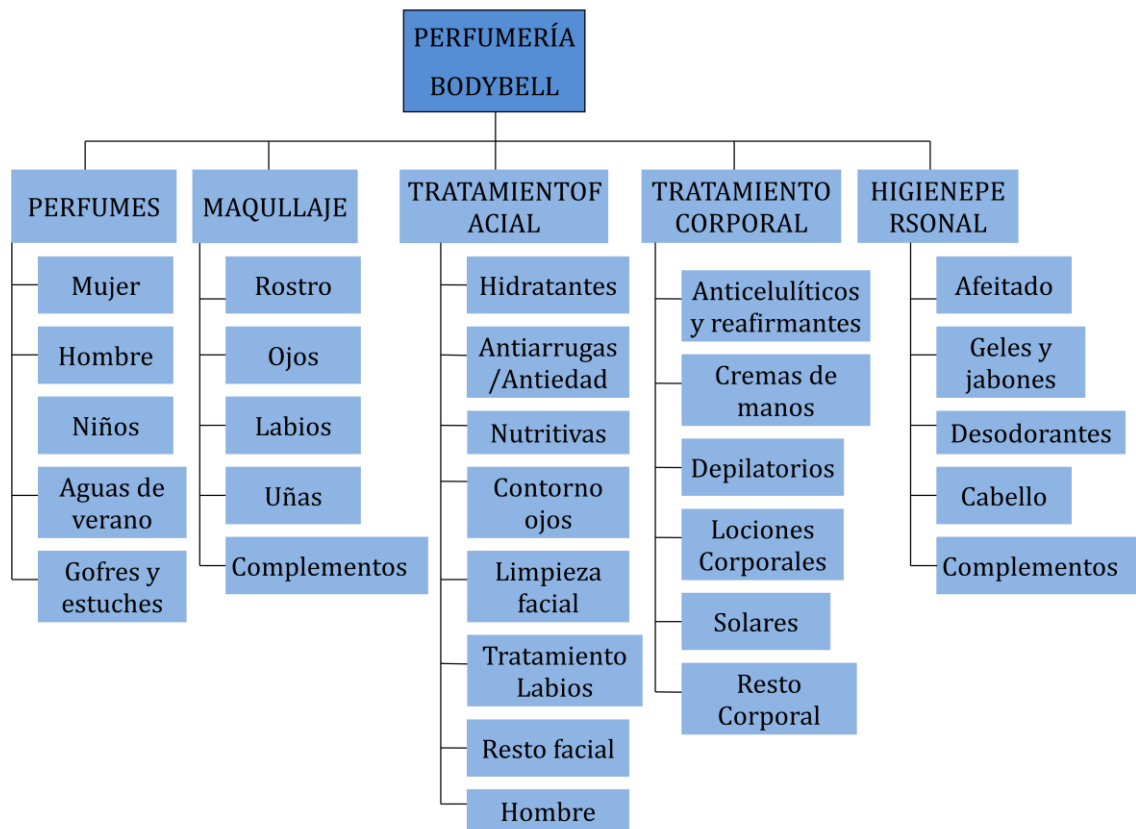 PERFUMERÍA
BODYBELL
PERFUMES
Mujer
Hombre
Niños
Aguas de
verano
Gofres y
estuches
MAQULLAJE
Rostro
Ojos
Labios
Uñas
Complementos
TRATAMIENTOF
ACIAL
Hidratantes
Antiarrugas
/Antiedad
Nutritivas
Contorno
ojos
Limpieza
facial
Tratamiento
Labios
Resto facial
Hombre
TRATAMIENTO
CORPORAL
Anticelulíticos
y reafirmantes
Cremas de
manos
Depilatorios
Lociones
Corporales
Solares
Resto
Corporal
HIGIENEPE
RSONAL
Afeitado
Geles y
jabones
Desodorantes
Cabello
Complementos